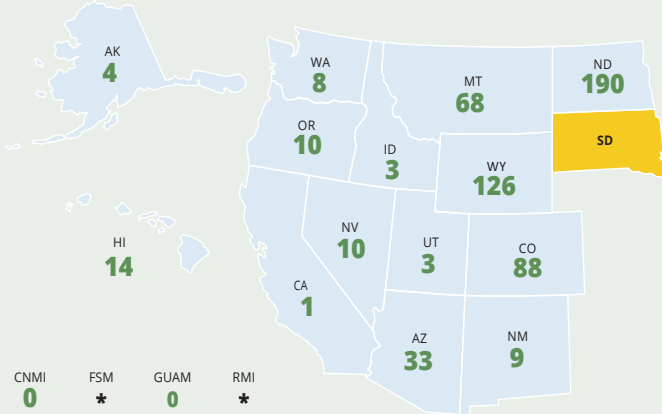 AK
4
WA
8
MT
68
ND
190
OR
10
ID
3
WY
126
SD
HI
14
NV
10
UT
3
CO
88
CA
1
AZ
33
NM
9
CNMI
0
FSM
*
GUAM
0
RMI
*